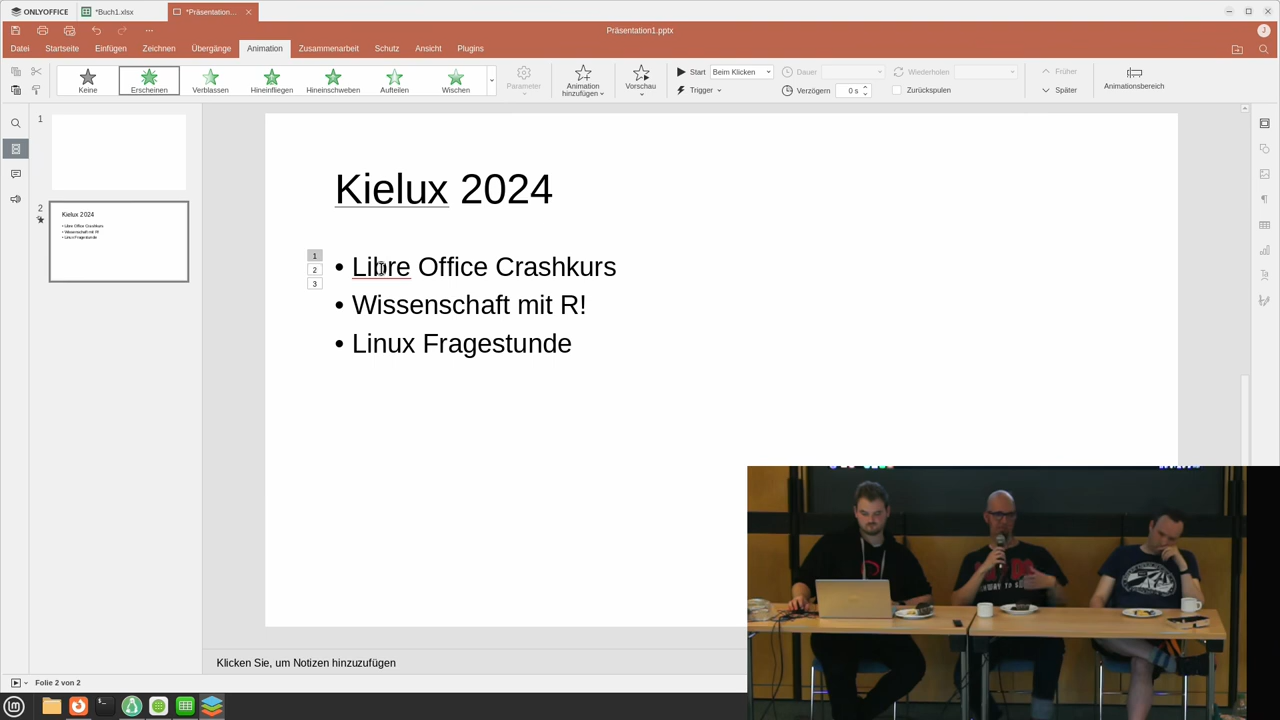 ONLYOFFICE
*Buch1.xlsx
*Präsentation...
Präsentation1.pptx
J
Datei
Startseite
Einfügen
Zeichnen
Übergänge
Animation
Zusammenarbeit
Schutz
Ansicht
Plugins
Keine
Erscheinen
Verblassen
Hineinfliegen
Hineinschweben
Aufteilen
Wischen
Parameter
Animation
hinzufügen
Vorschau
Start
Beim Klicken
Trigger
Dauer
Verzögern
0 s
Wiederholen
Zurückspulen
Früher
Später
Animationsbereich
1
2
Kielux 2024
• Libre Office Crashkurs
• Wissenschaft mit R!
• Linux Fragestunde
Kielux 2024
1
2
3
• Libre Office Crashkurs
• Wissenschaft mit R!
• Linux Fragestunde
Klicken Sie, um Notizen hinzuzufügen
Folie 2 von 2